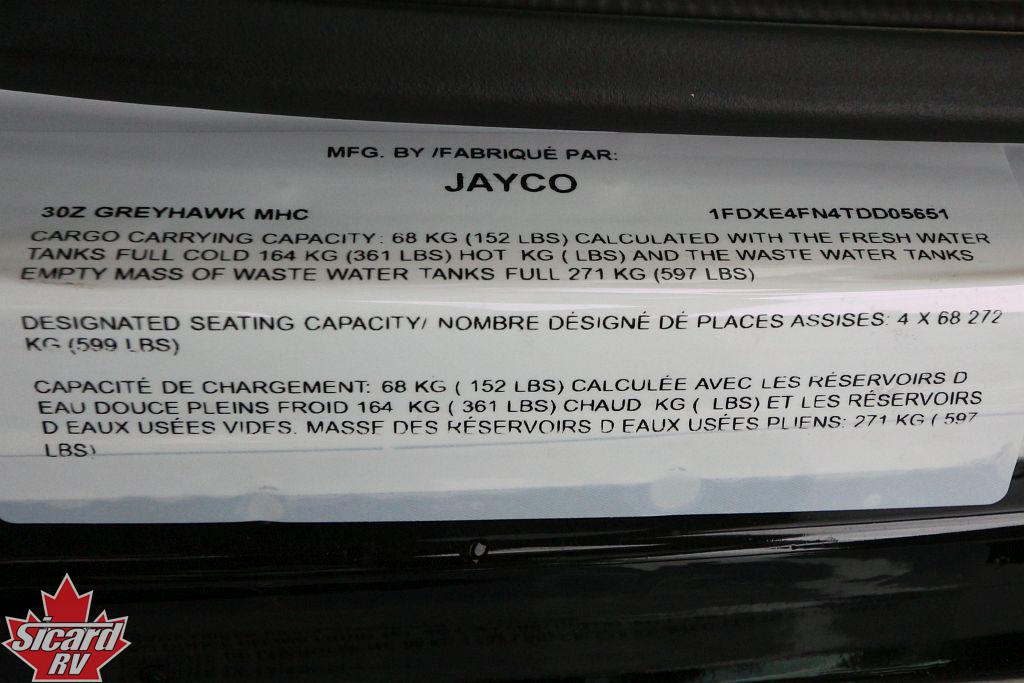 MFG. BY /FABRIQUÉ PAR:
JAYCO
30Z GREYHAWK MHC 1FDXE4FN4TDD05651
CARGO CARRYING CAPACITY: 68 KG (152 LBS) CALCULATED WITH THE FRESH WATER
TANKS FULL COLD 164 KG (361 LBS) HOT KG ( LBS) AND THE WASTE WATER TANKS
EMPTY MASS OF WASTE WATER TANKS FULL 271 KG (597 LBS)
DESIGNATED SEATING CAPACITY/ NOMBRE DÉSIGNÉ DE PLACES ASSISES: 4 X 68 272
KG (599 LBS)
CAPACITÉ DE CHARGEMENT: 68 KG ( 152 LBS) CALCULÉE AVEC LES RÉSERVOIRS D
EAU DOUCE PLEINS FROID 164 KG ( 361 LBS) CHAUD KG ( LBS) ET LES RÉSERVOIRS
D EAUX USÉES VIDES. MASSE DES RÉSERVOIRS D EAUX USÉES PLIENS: 271 KG ( 597
LBS)
Sicard
RV